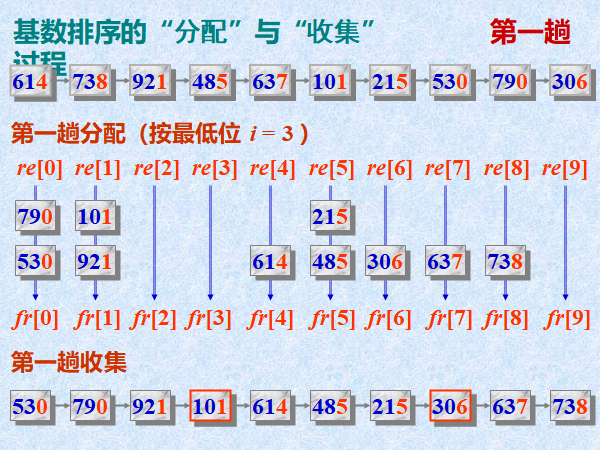 基数排序的“分配”与“收集”过程 第一趟
614 738 921 485 637 101 215 530 790 306
第一趟分配（按最低位 i = 3 ）
re[0] re[1] re[2] re[3] re[4] re[5] re[6] re[7] re[8] re[9]
790 101 215
530 921 614 485 306 637 738
fr[0] fr[1] fr[2] fr[3] fr[4] fr[5] fr[6] fr[7] fr[8] fr[9]
第一趟收集
530 790 921 101 614 485 215 306 637 738